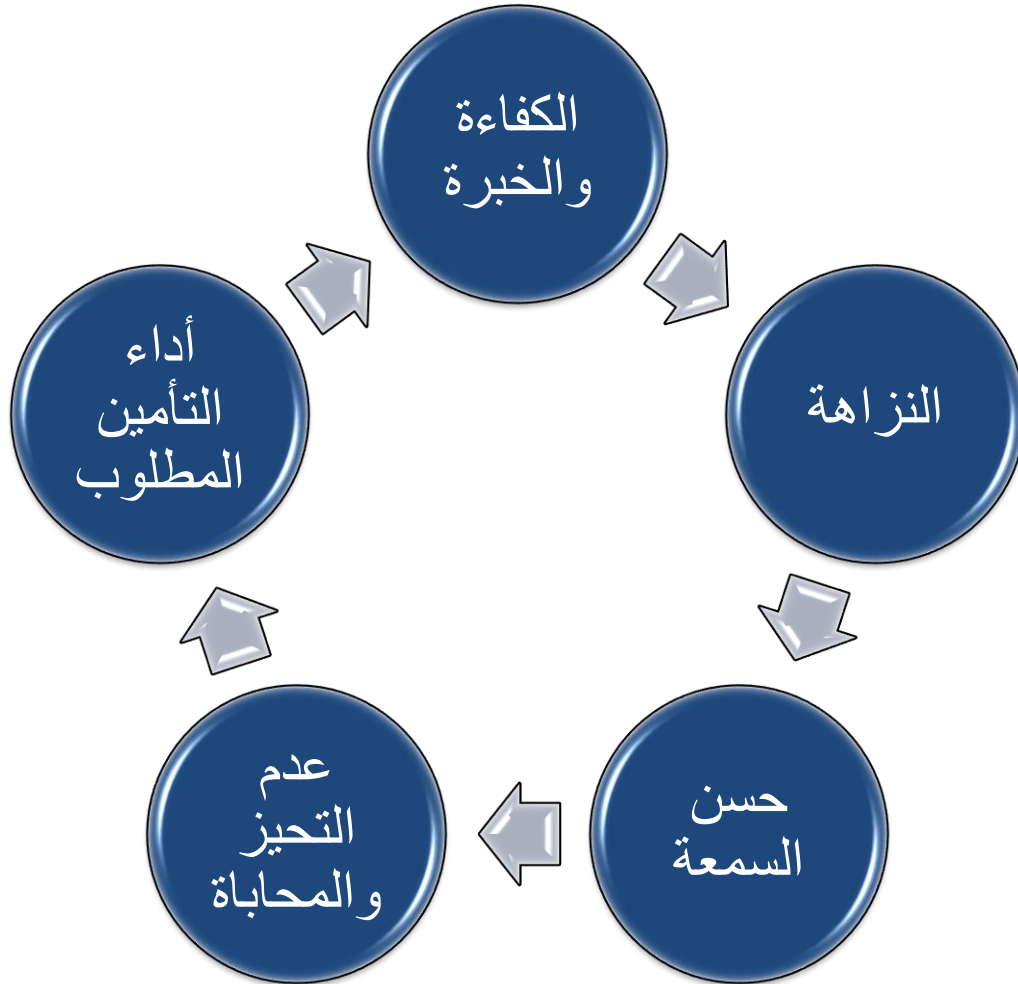 الكفاءة
والخبرة
النزاهة
حسن
السمعة
عدم
التحيز
والمحاباة
أداء
التأمين
المطلوب